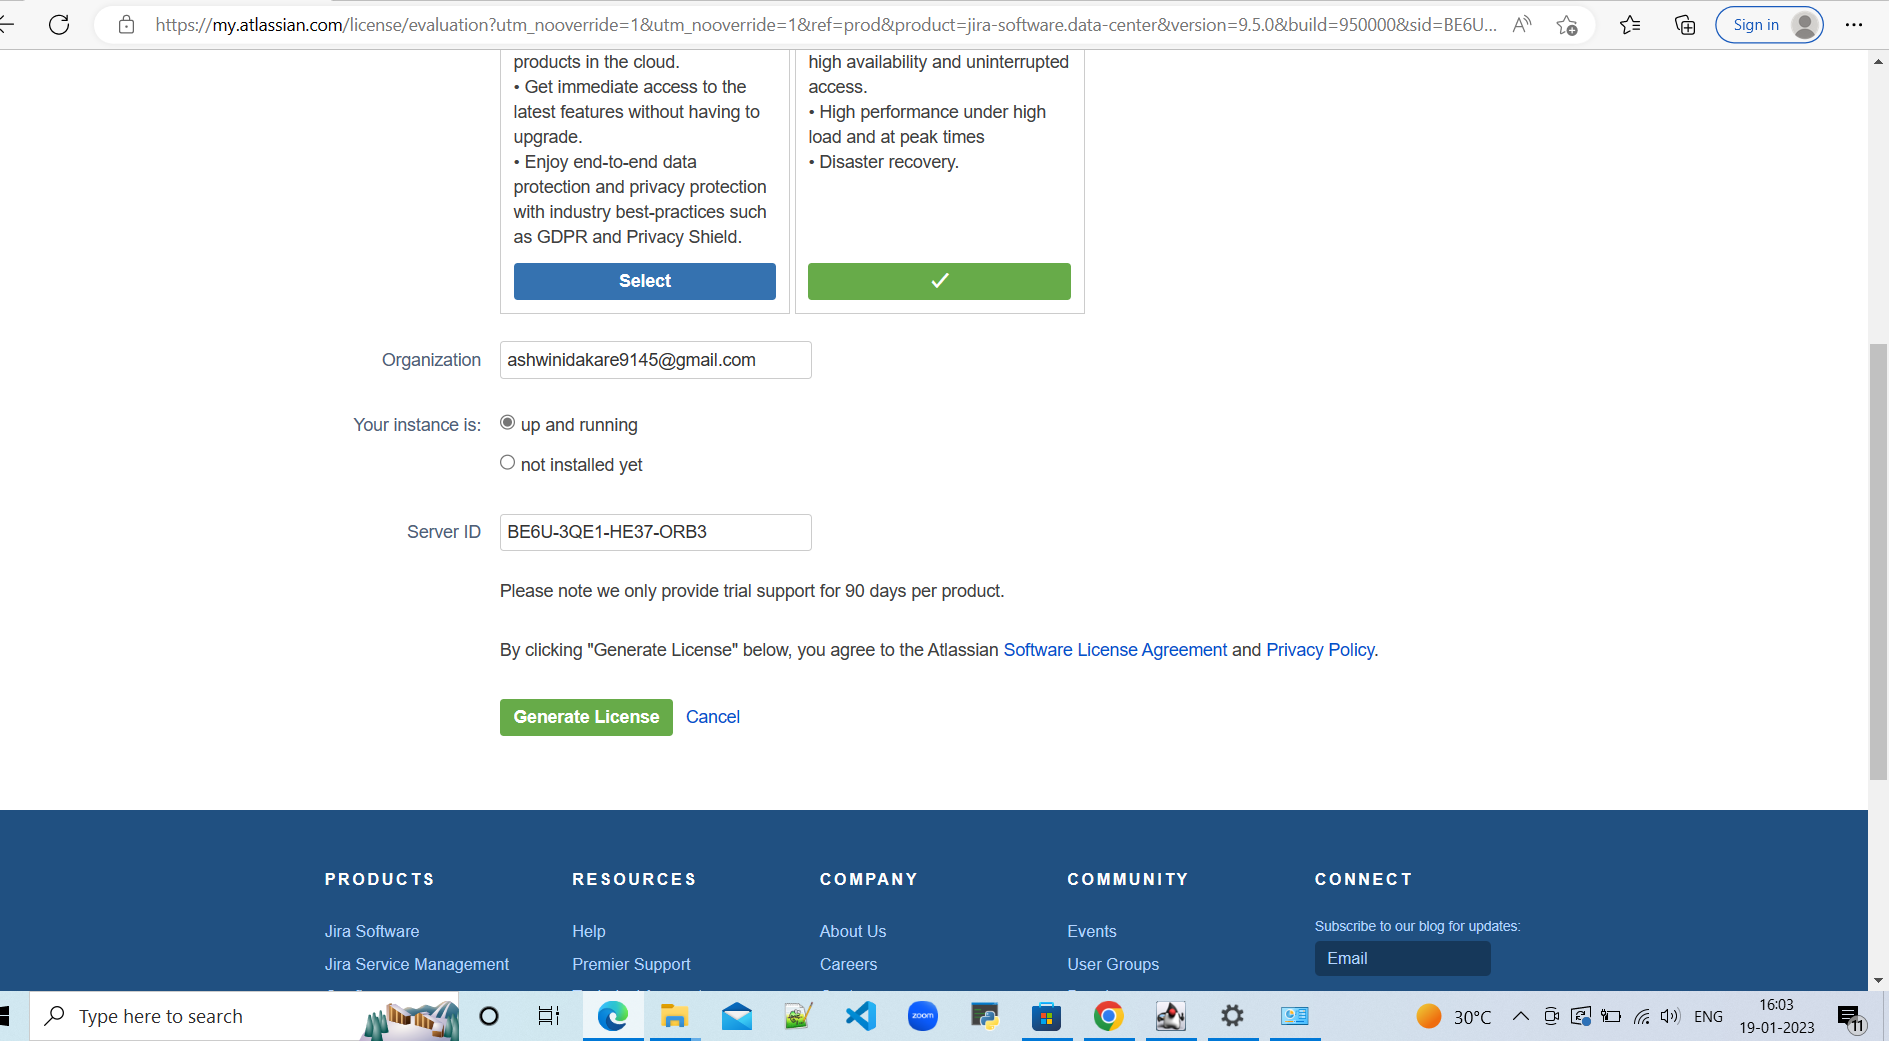 https://my.atlassian.com/license/evaluation?utm_nooverride=1&utm_nooverride=1&ref=prod&product=jira-software.data-center&version=9.5.0&build=950000&sid=BE6U...
Sign in
products in the cloud.
• Get immediate access to the
latest features without having to
upgrade.
• Enjoy end-to-end data
protection and privacy protection
with industry best-practices such
as GDPR and Privacy Shield.
Select
high availability and uninterrupted
access.
• High performance under high
load and at peak times
• Disaster recovery.
Organization
ashwinidakare9145@gmail.com
Your instance is:
up and running
not installed yet
Server ID
BE6U-3QE1-HE37-ORB3
Please note we only provide trial support for 90 days per product.
By clicking "Generate License" below, you agree to the Atlassian Software License Agreement and Privacy Policy.
Generate License Cancel
PRODUCTS
Jira Software
Jira Service Management
RESOURCES
Help
Premier Support
COMPANY
About Us
Careers
COMMUNITY
Events
User Groups
CONNECT
Subscribe to our blog for updates:
Email
Type here to search
zoom
30°C
ENG
16:03
19-01-2023
11